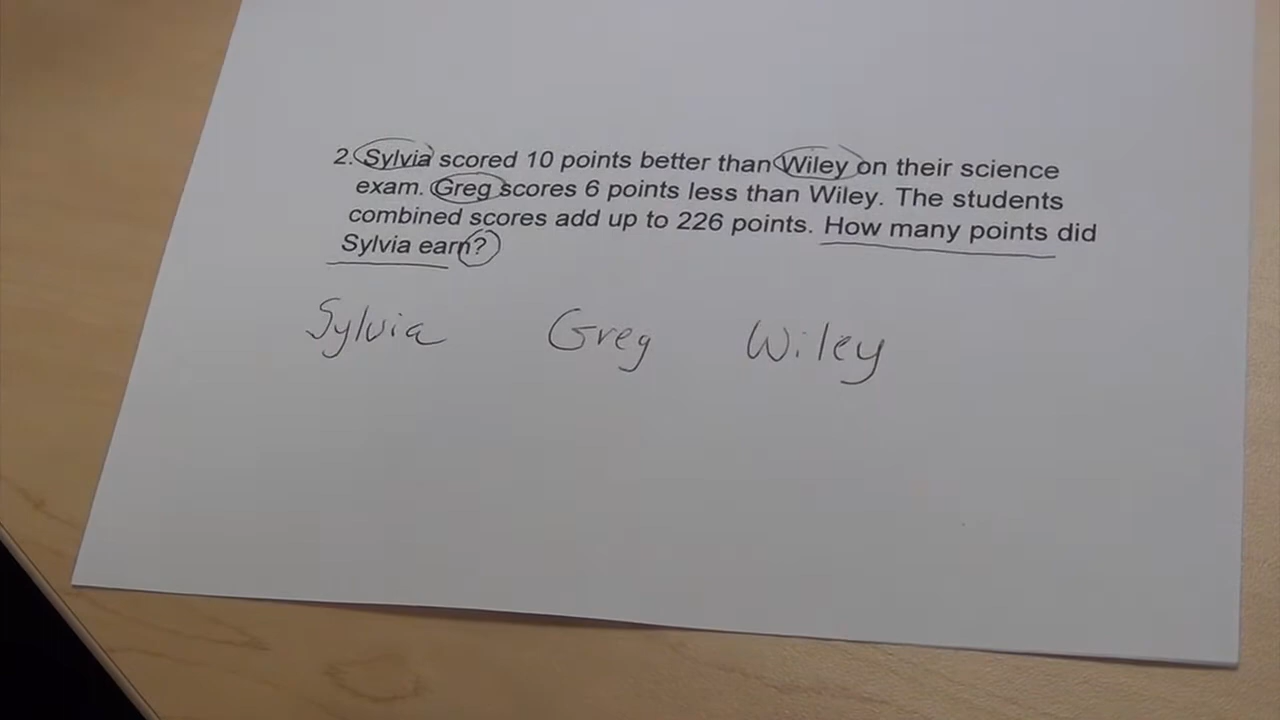 2. Sylvia scored 10 points better than Wiley on their science
exam. Greg scores 6 points less than Wiley. The students
combined scores add up to 226 points. How many points did
Sylvia earn?
Sylvia Greg Wiley